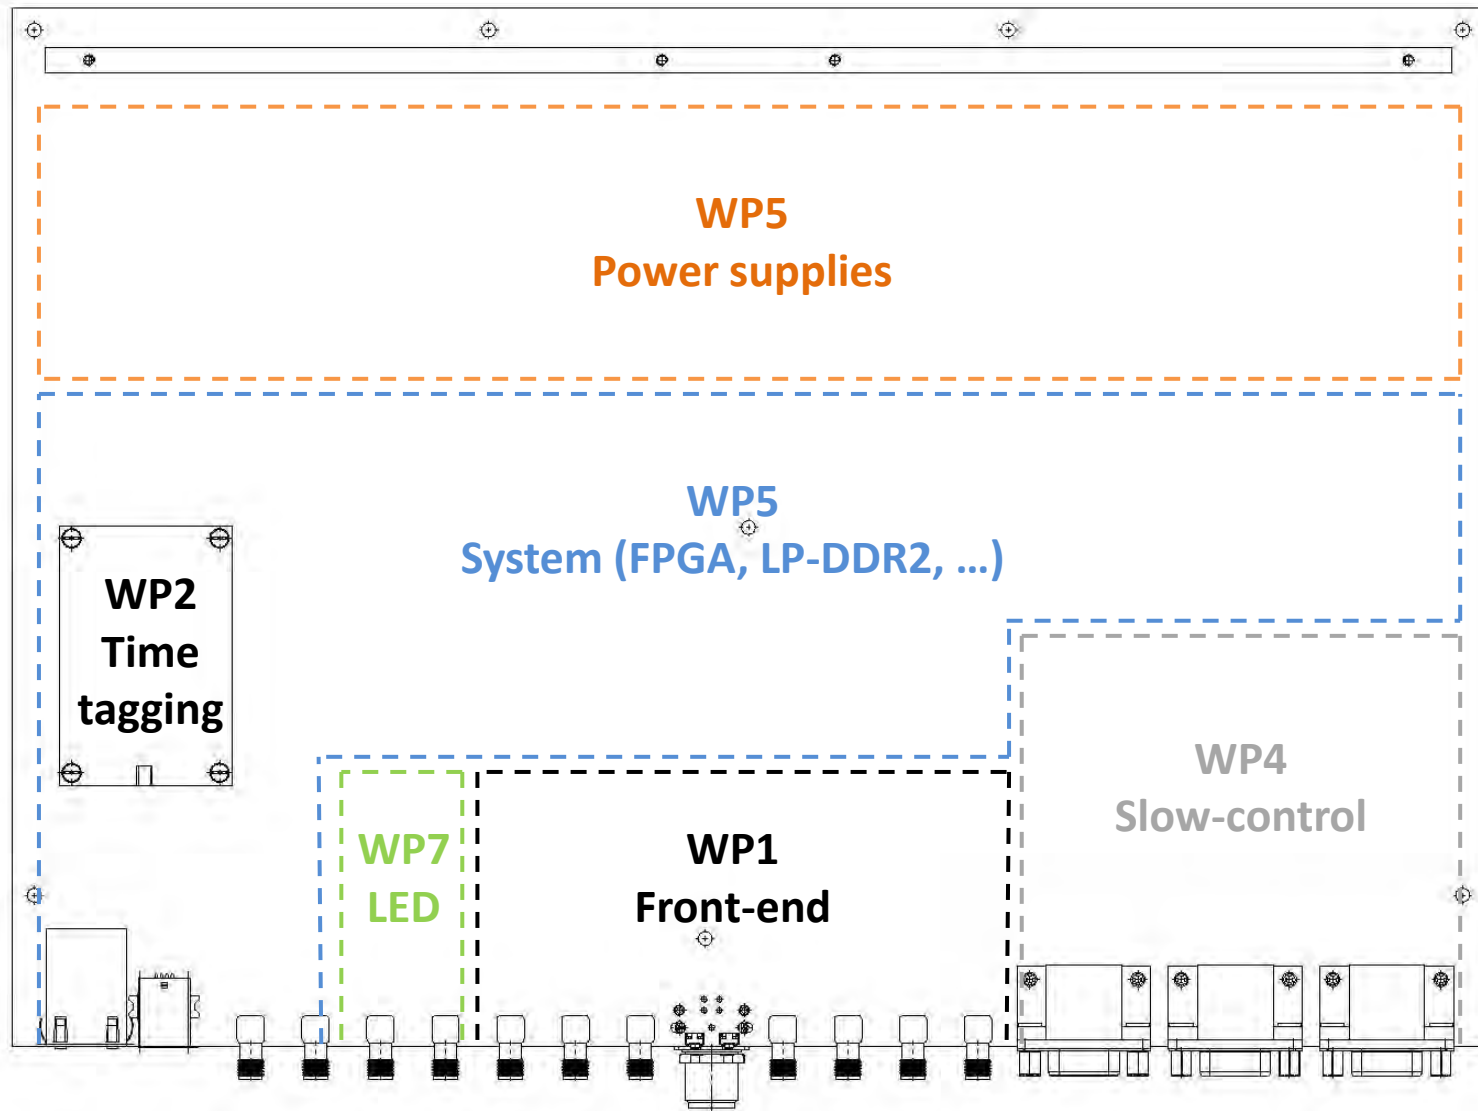 WP5
Power supplies
WP5
System (FPGA, LP-DDR2, …)
WP2
Time
tagging
WP4
Slow-control
WP7
LED
WP1
Front-end